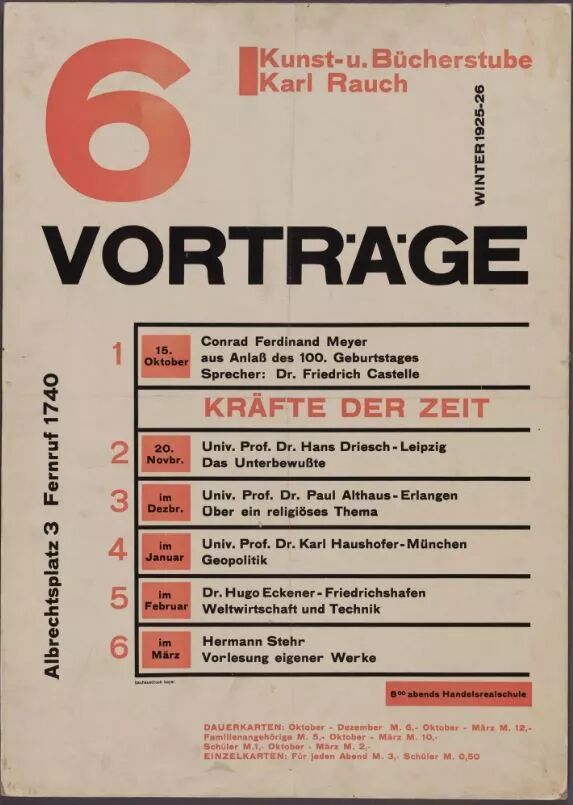 6
Kunst-u. Bücherstube
Karl Rauch
WINTER 1925-26
VORTRÄGE
Albrechtsplatz 3 Fernruf 1740
1
15.
Oktober
Conrad Ferdinand Meyer
aus Anlaß des 100. Geburtstages
Sprecher: Dr. Friedrich Castelle
KRÄFTE DER ZEIT
2
20.
Novbr.
Univ. Prof. Dr. Hans Driesch-Leipzig
Das Unterbewußte
3
im
Dezbr.
Univ. Prof. Dr. Paul Althaus-Erlangen
Über ein religiöses Thema
4
im
Januar
Univ. Prof. Dr. Karl Haushofer-München
Geopolitik
5
im
Februar
Dr. Hugo Eckener-Friedrichshafen
Weltwirtschaft und Technik
6
im
März
Hermann Stehr
Vorlesung eigener Werke
8⁰⁰ abends Handelsrealschule
DAUERKARTEN: Oktober - Dezember M. 6,- Oktober - März M. 12,-
Familienangehörige M. 5,- Oktober - März M. 10,-
Schüler M.1,- Oktober - März M. 2,-
EINZELKARTEN: Für jeden Abend M. 3,- Schüler M. 0,50